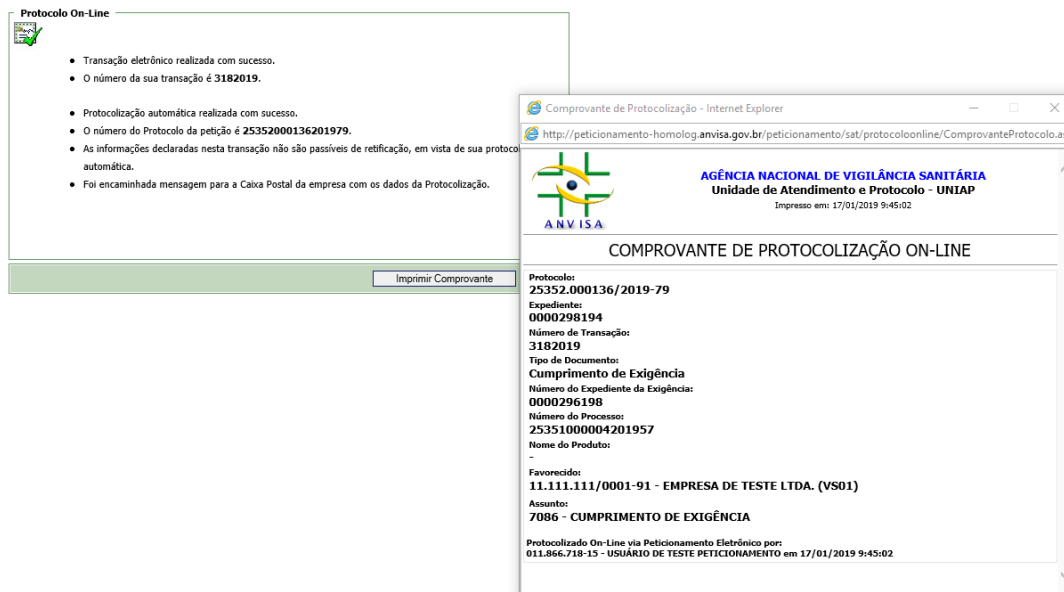 Protocolo On-Line
Transação eletrônica realizada com sucesso.
O número da sua transação é 3182019.
Protocolização automática realizada com sucesso.
O número do Protocolo da petição é 25352000136201979.
As informações declaradas nesta transação não são passíveis de retificação, em vista de sua protocol
automática.
Foi encaminhada mensagem para a Caixa Postal da empresa com os dados da Protocolização.
Imprimir Comprovante
Comprovante de Protocolização - Internet Explorer
http://peticionamento-homolog.anvisa.gov.br/peticionamento/sat/protocoloonline/ComprovanteProtocolo.as
ANVISA
AGÊNCIA NACIONAL DE VIGILÂNCIA SANITÁRIA
Unidade de Atendimento e Protocolo - UNIAP
Impresso em: 17/01/2019 9:45:02
COMPROVANTE DE PROTOCOLIZAÇÃO ON-LINE
Protocolo:
25352.000136/2019-79
Expediente:
0000298194
Número de Transação:
3182019
Tipo de Documento:
Cumprimento de Exigência
Número do Expediente da Exigência:
0000296198
Número do Processo:
25351000004201957
Nome do Produto:
-
Favorecido:
11.111.111/0001-91 - EMPRESA DE TESTE LTDA. (VS01)
Assunto:
7086 - CUMPRIMENTO DE EXIGÊNCIA
Protocolizado On-Line via Peticionamento Eletrônico por:
011.866.718-15 - USUÁRIO DE TESTE PETICIONAMENTO em 17/01/2019 9:45:02